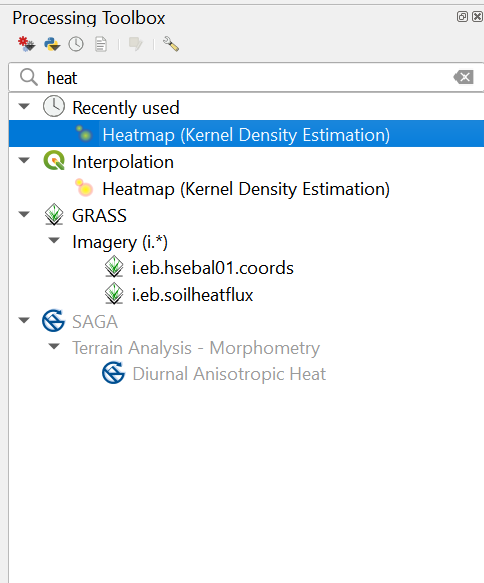 Processing Toolbox
heat
Recently used
Heatmap (Kernel Density Estimation)
Interpolation
Heatmap (Kernel Density Estimation)
GRASS
Imagery (i.*)
i.eb.hsebal01.coords
i.eb.soilheatflux
SAGA
Terrain Analysis - Morphometry
Diurnal Anisotropic Heat